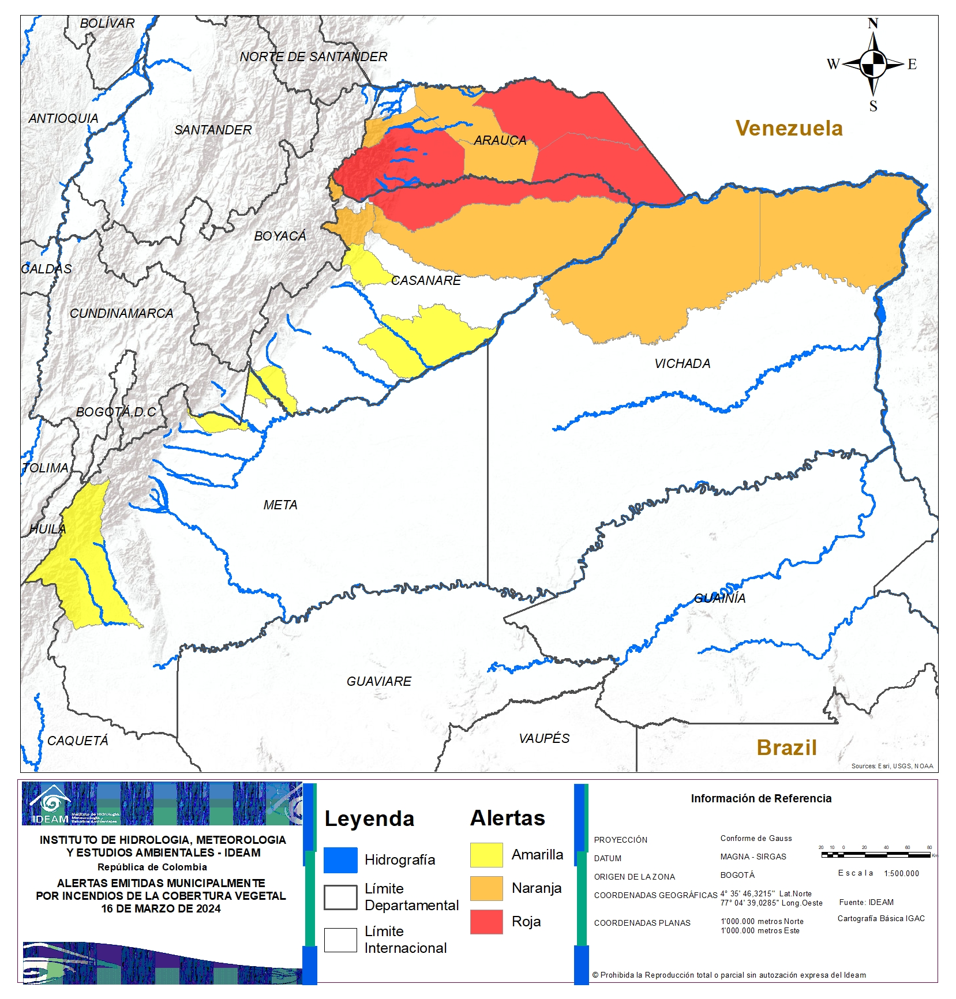 BOLÍVAR
N
NORTE DE SANTANDER
W
E
S
ANTIOQUIA
SANTANDER
Venezuela
ARAUCA
BOYACÁ
CALDAS
CASANARE
CUNDINAMARCA
VICHADA
BOGOTÁ,D.C
TOLIMA
META
HUILA
GUAINÍA
GUAVIARE
CAQUETÁ
VAUPÉS
Brazil
Sources: Esri, USGS, NOAA
IDEAM
Instituto de Hidrología,
Meteorología y
Estudios Ambientales
INSTITUTO DE HIDROLOGIA, METEOROLOGIA
Y ESTUDIOS AMBIENTALES - IDEAM
República de Colombia
ALERTAS EMITIDAS MUNICIPALMENTE
POR INCENDIOS DE LA COBERTURA VEGETAL
16 DE MARZO DE 2024
Leyenda
Hidrografía
Límite
Departamental
Límite
Internacional
Alertas
Amarilla
Naranja
Roja
Información de Referencia
PROYECCIÓN
Conforme de Gauss
DATUM
MAGNA - SIRGAS
ORIGEN DE LA ZONA
BOGOTÁ
COORDENADAS GEOGRÁFICAS
4° 35' 46,3215'' Lat.Norte
77° 04' 39,0285" Long.Oeste
COORDENADAS PLANAS
1'000.000 metros Norte
1'000.000 metros Este
20 10 0 20 40 60 80
Km
Escala 1:500.000
Fuente: IDEAM
Cartografía Básica IGAC
© Prohibida la Reproducción total o parcial sin autozación expresa del Ideam